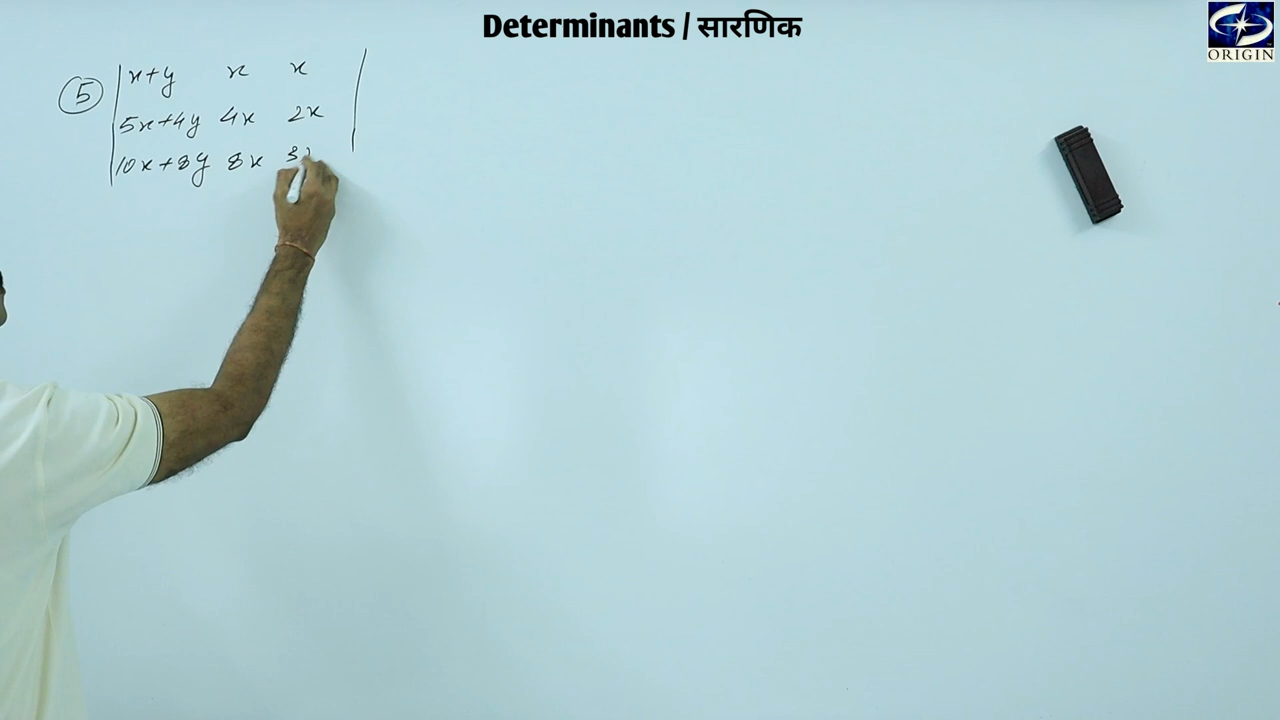 Determinants / सारणिक
ORIGIN
5 | x+y x x |
5x+4y 4x 2x
10x+8y 8x 3